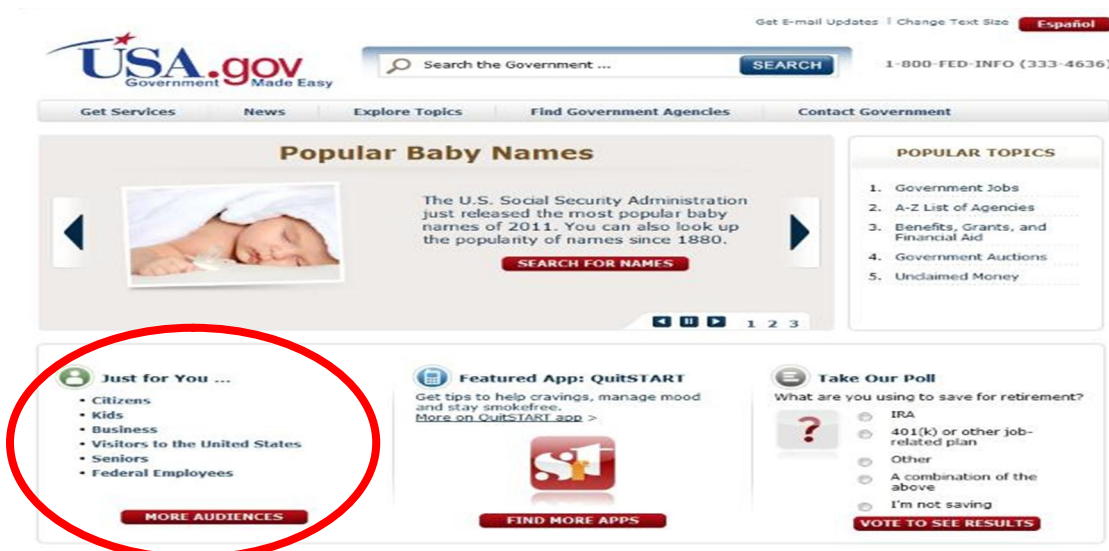 Get E-mail Updates | Change Text Size Español
USA.gov
Government Made Easy
Search the Government ... SEARCH
1-800-FED-INFO (333-4636)
Get Services News Explore Topics Find Government Agencies Contact Government
Popular Baby Names
The U.S. Social Security Administration
just released the most popular baby
names of 2011. You can also look up
the popularity of names since 1880.
SEARCH FOR NAMES
1 2 3
POPULAR TOPICS
1. Government Jobs
2. A-Z List of Agencies
3. Benefits, Grants, and
Financial Aid
4. Government Auctions
5. Unclaimed Money
Just for You ...
• Citizens
• Kids
• Business
• Visitors to the United States
• Seniors
• Federal Employees
MORE AUDIENCES
Featured App: QuitSTART
Get tips to help cravings, manage mood
and stay smokefree.
More on QuitSTART app >
FIND MORE APPS
Take Our Poll
What are you using to save for retirement?
?
IRA
401(k) or other job-
related plan
Other
A combination of the
above
I'm not saving
VOTE TO SEE RESULTS